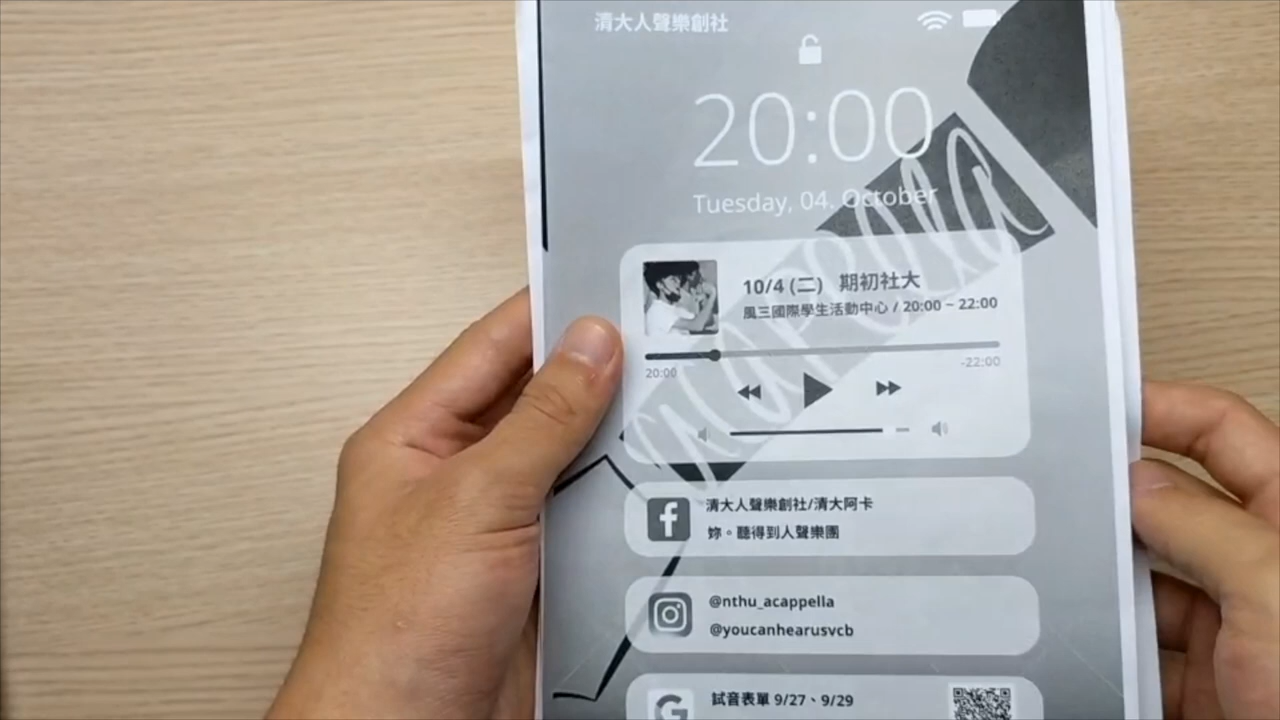 清大人聲樂創社
20:00
Tuesday, 04. October
acappella
10/4 (二) 期初社大
風三國際學生活動中心 / 20:00 ~ 22:00
20:00
-22:00
清大人聲樂創社/清大阿卡
妳。聽得到人聲樂團
@nthu_acappella
@youcanhearusvcb
試音表單 9/27、9/29